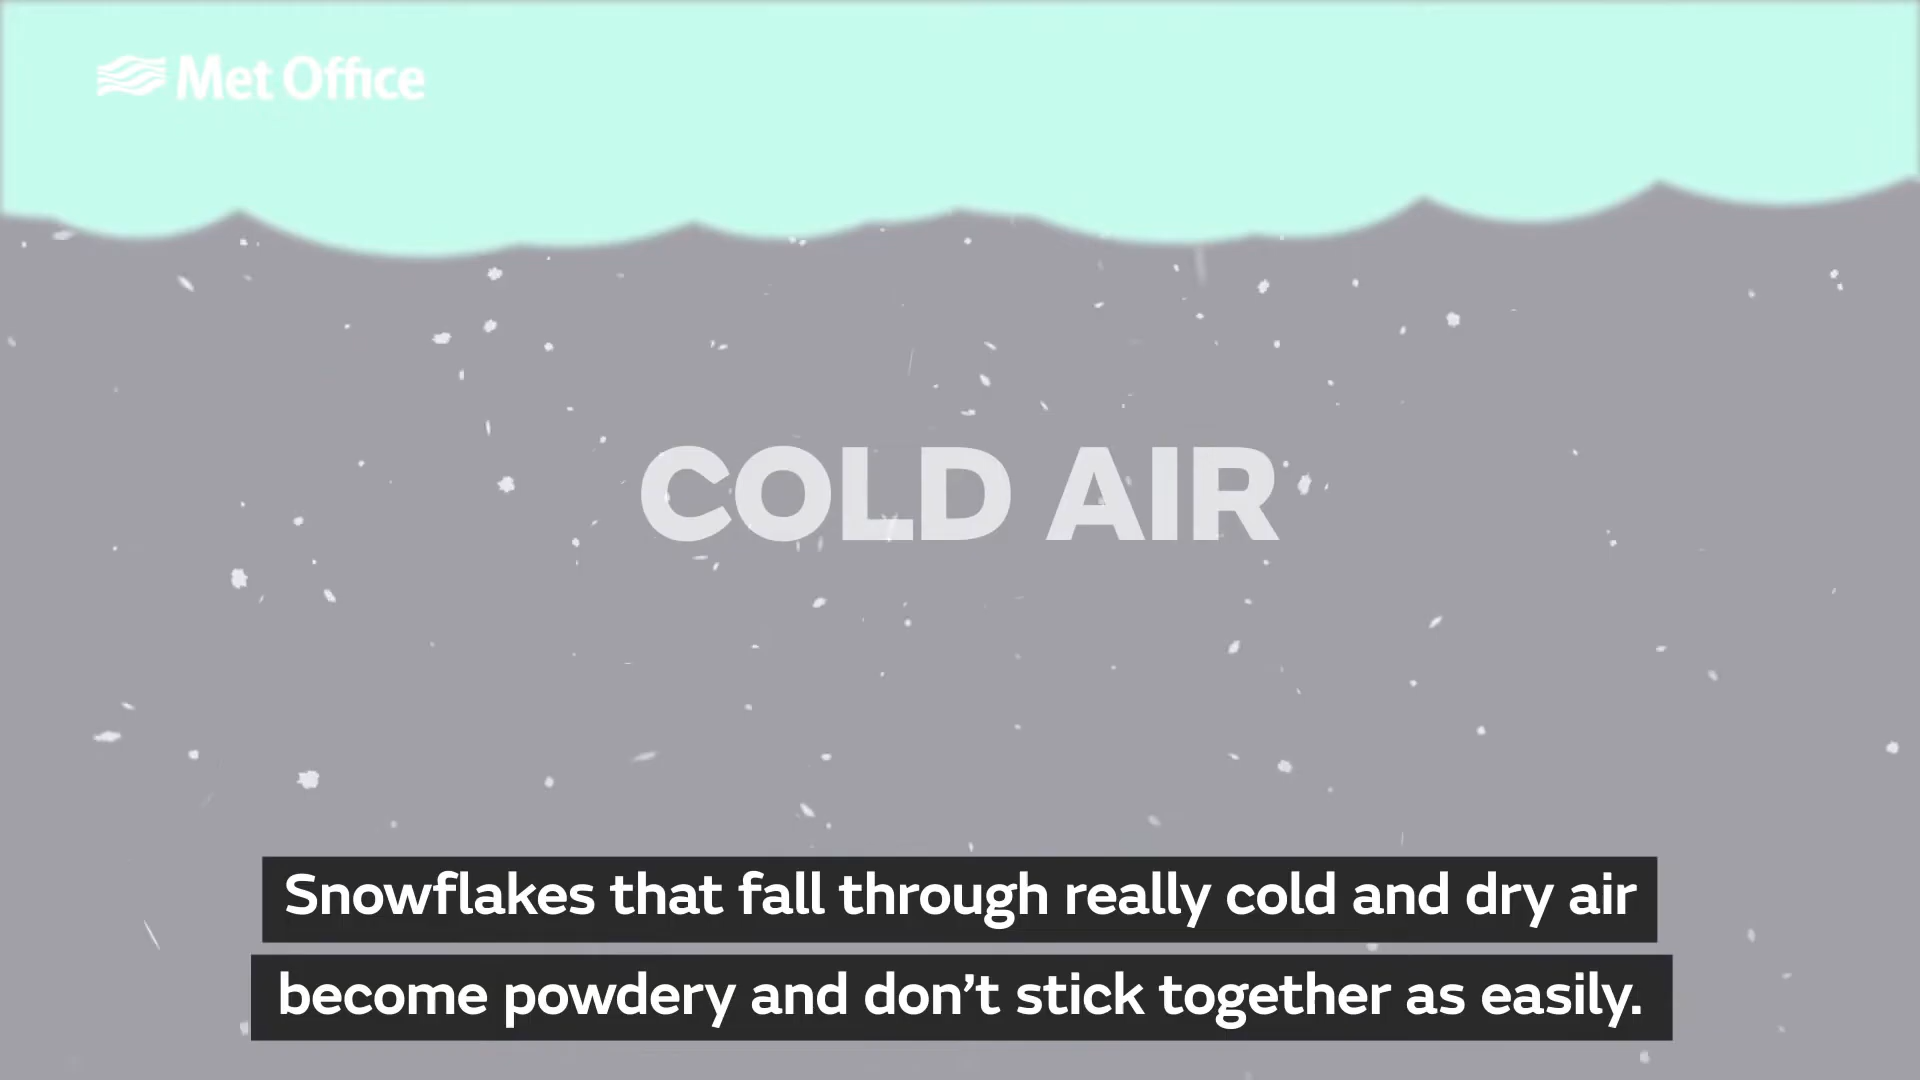 Met Office
COLD AIR
Snowflakes that fall through really cold and dry air
become powdery and don’t stick together as easily.